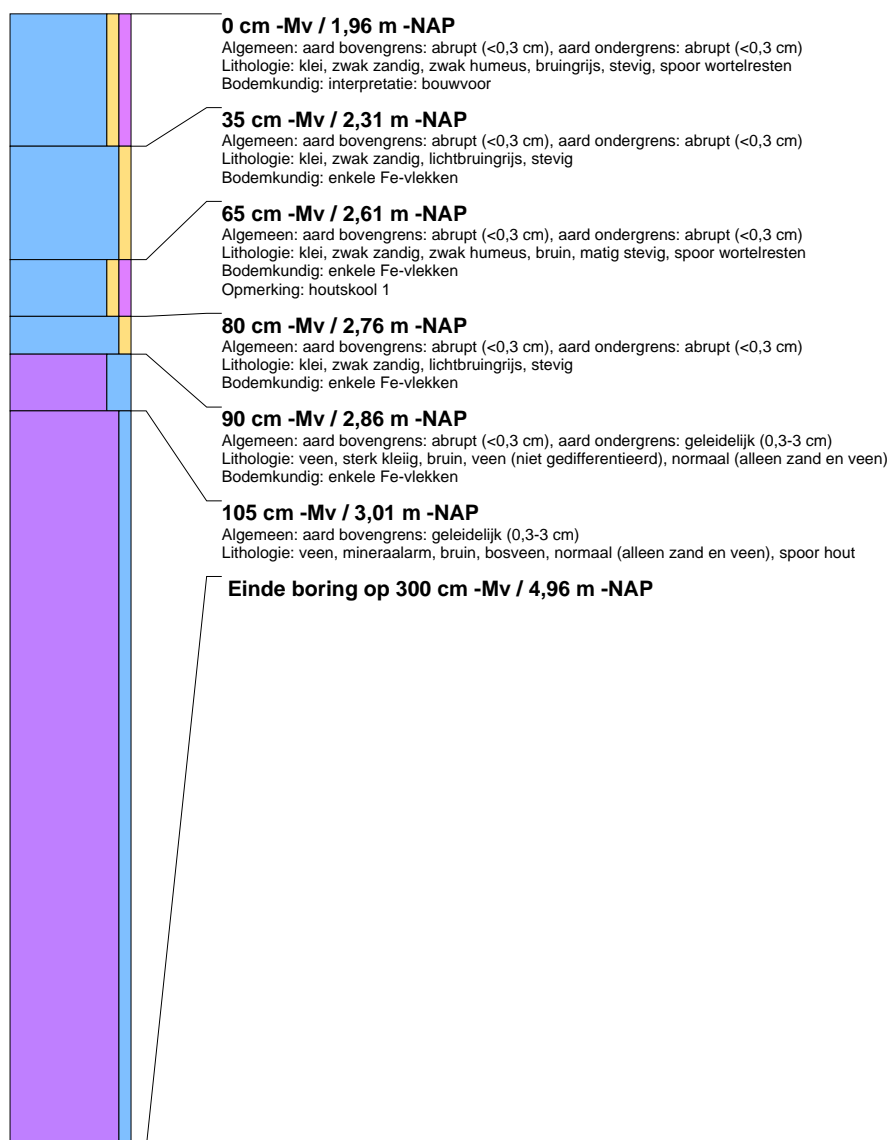 0 cm -Mv / 1,96 m -NAP
Algemeen: aard bovengrens: abrupt (<0,3 cm), aard ondergrens: abrupt (<0,3 cm)
Lithologie: klei, zwak zandig, zwak humeus, bruingrijs, stevig, spoor wortelresten
Bodemkundig: interpretatie: bouwvoor
35 cm -Mv / 2,31 m -NAP
Algemeen: aard bovengrens: abrupt (<0,3 cm), aard ondergrens: abrupt (<0,3 cm)
Lithologie: klei, zwak zandig, lichtbruingrijs, stevig
Bodemkundig: enkele Fe-vlekken
65 cm -Mv / 2,61 m -NAP
Algemeen: aard bovengrens: abrupt (<0,3 cm), aard ondergrens: abrupt (<0,3 cm)
Lithologie: klei, zwak zandig, zwak humeus, bruin, matig stevig, spoor wortelresten
Bodemkundig: enkele Fe-vlekken
Opmerking: houtskool 1
80 cm -Mv / 2,76 m -NAP
Algemeen: aard bovengrens: abrupt (<0,3 cm), aard ondergrens: abrupt (<0,3 cm)
Lithologie: klei, zwak zandig, lichtbruingrijs, stevig
Bodemkundig: enkele Fe-vlekken
90 cm -Mv / 2,86 m -NAP
Algemeen: aard bovengrens: abrupt (<0,3 cm), aard ondergrens: geleidelijk (0,3-3 cm)
Lithologie: veen, sterk kleiig, bruin, veen (niet gedifferentieerd), normaal (alleen zand en veen)
Bodemkundig: enkele Fe-vlekken
105 cm -Mv / 3,01 m -NAP
Algemeen: aard bovengrens: geleidelijk (0,3-3 cm)
Lithologie: veen, mineraalarm, bruin, bosveen, normaal (alleen zand en veen), spoor hout
Einde boring op 300 cm -Mv / 4,96 m -NAP